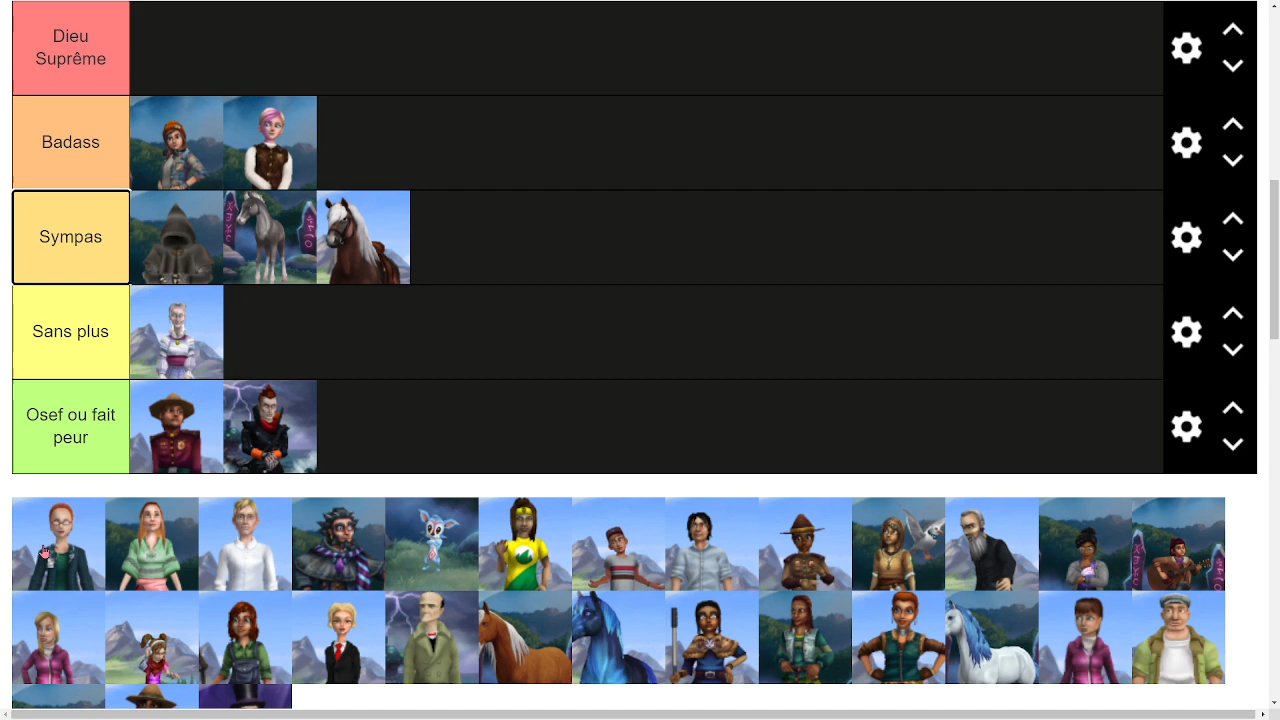 Dieu
Suprême
Badass
Sympas
Sans plus
Osef ou fait
peur